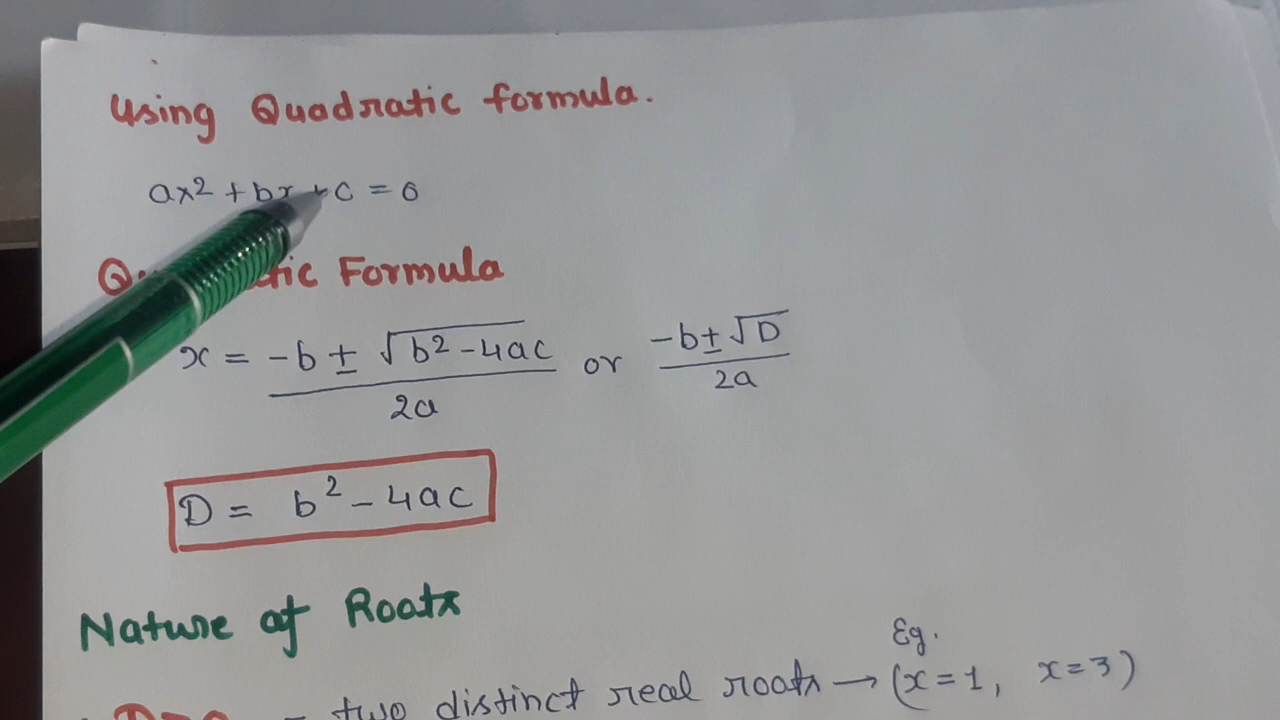 Using Quadratic formula.
ax² + bx + c = 0
Formula
x = -b ± √b² - 4ac / 2a or -b ± √D / 2a
D = b² - 4ac
Nature of Roots
Eg.
two distinct real roots → (x = 1, x = 3)